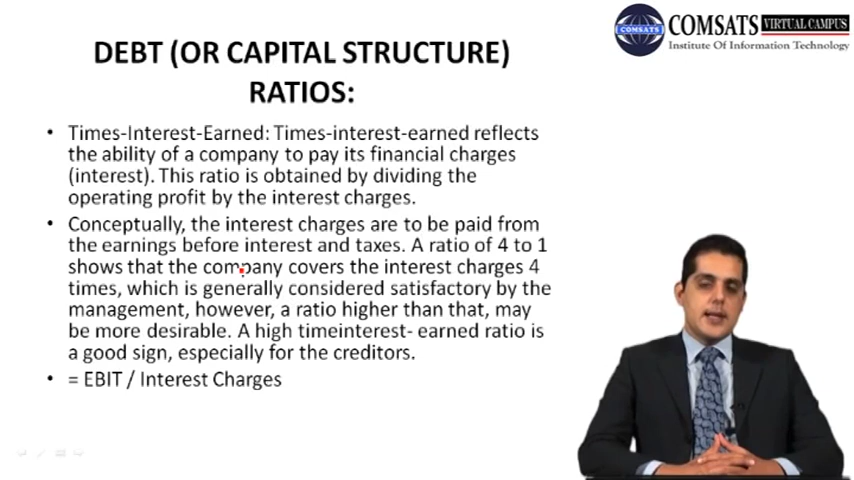 COMSATS VIRTUAL CAMPUS
Institute Of Information Technology
COMSATS
DEBT (OR CAPITAL STRUCTURE)
RATIOS:
• Times-Interest-Earned: Times-interest-earned reflects
the ability of a company to pay its financial charges
(interest). This ratio is obtained by dividing the
operating profit by the interest charges.
• Conceptually, the interest charges are to be paid from
the earnings before interest and taxes. A ratio of 4 to 1
shows that the company covers the interest charges 4
times, which is generally considered satisfactory by the
management, however, a ratio higher than that, may
be more desirable. A high timeinterest- earned ratio is
a good sign, especially for the creditors.
• = EBIT / Interest Charges